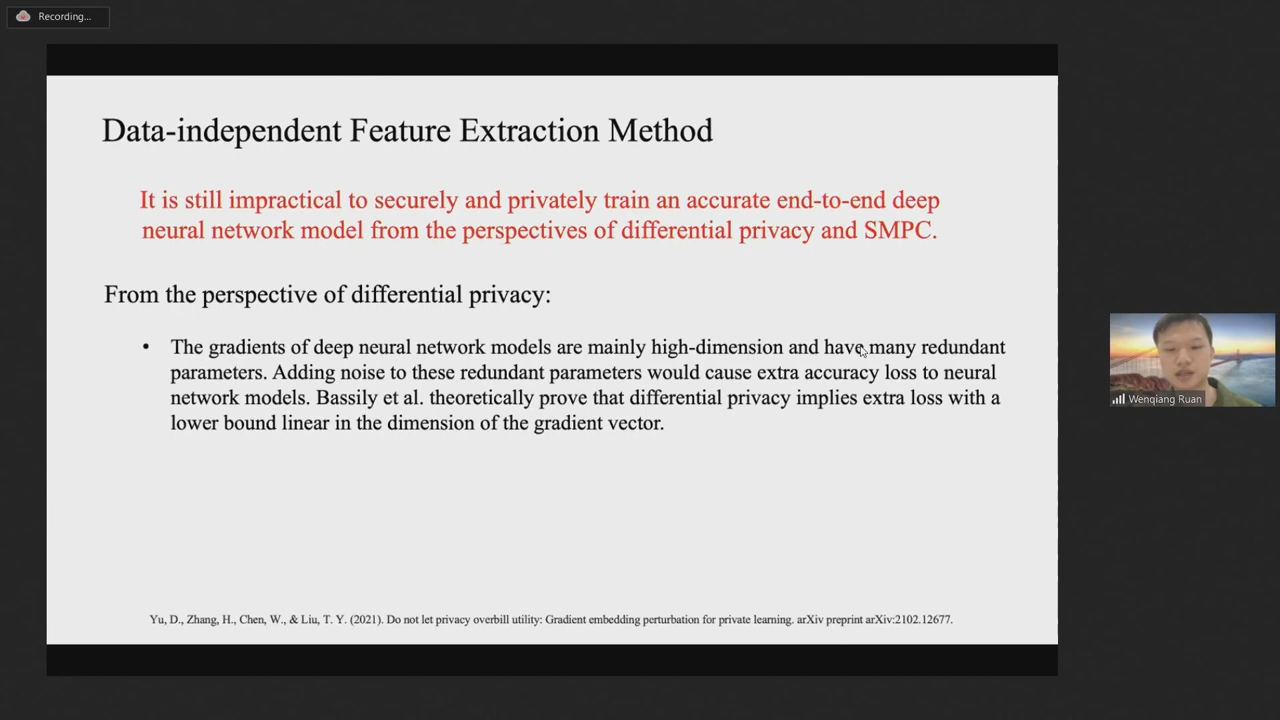 Recording...
Data-independent Feature Extraction Method
It is still impractical to securely and privately train an accurate end-to-end deep
neural network model from the perspectives of differential privacy and SMPC.
From the perspective of differential privacy:
• The gradients of deep neural network models are mainly high-dimension and have many redundant
parameters. Adding noise to these redundant parameters would cause extra accuracy loss to neural
network models. Bassily et al. theoretically prove that differential privacy implies extra loss with a
lower bound linear in the dimension of the gradient vector.
Wenqiang Ruan
Yu, D., Zhang, H., Chen, W., & Liu, T. Y. (2021). Do not let privacy overbill utility: Gradient embedding perturbation for private learning. arXiv preprint arXiv:2102.12677.